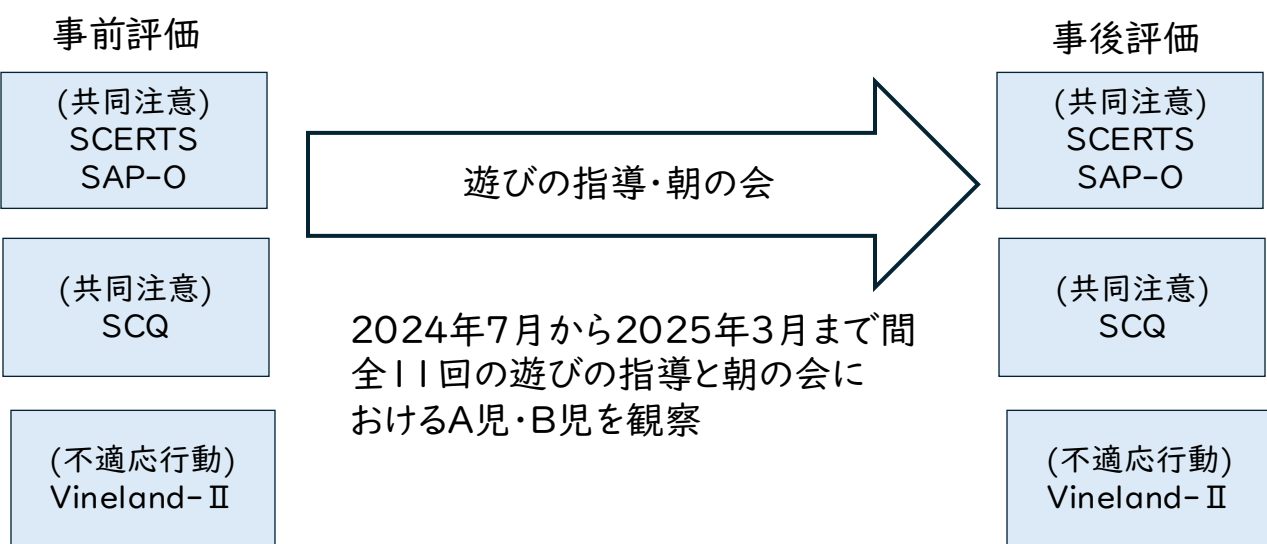 事前評価
(共同注意)
SCERTS
SAP-O
(共同注意)
SCQ
(不適応行動)
Vineland-Ⅱ
遊びの指導・朝の会
2024年7月から2025年3月まで間
全11回の遊びの指導と朝の会に
おけるA児・B児を観察
事後評価
(共同注意)
SCERTS
SAP-O
(共同注意)
SCQ
(不適応行動)
Vineland-Ⅱ